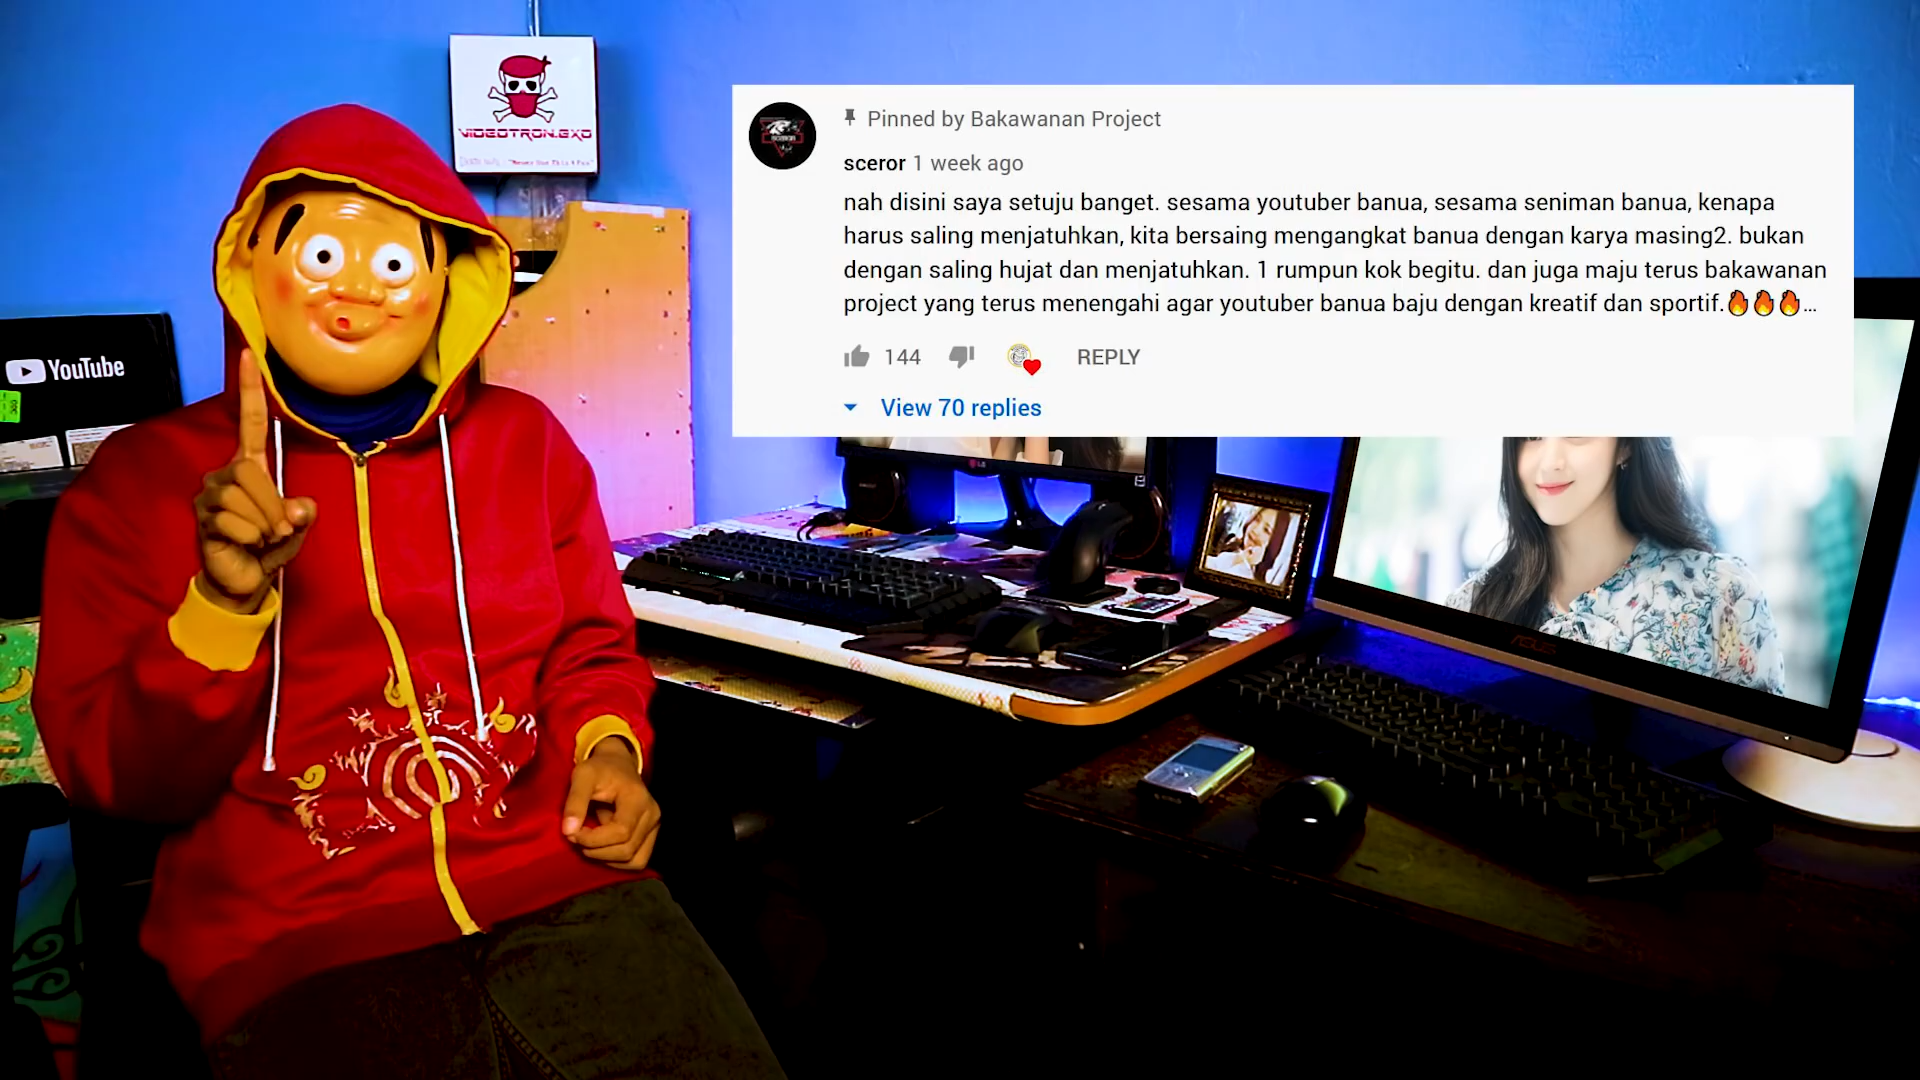 VIDEOTRON.EXO
Pinned by Bakawanan Project
sceror 1 week ago
nah disini saya setuju banget. sesama youtuber banua, sesama seniman banua, kenapa
harus saling menjatuhkan, kita bersaing mengangkat banua dengan karya masing2. bukan
dengan saling hujat dan menjatuhkan. 1 rumpun kok begitu. dan juga maju terus bakawanan
project yang terus menengahi agar youtuber banua baju dengan kreatif dan sportif.🔥🔥🔥...
144 REPLY
View 70 replies
YouTube
LG
ASUS